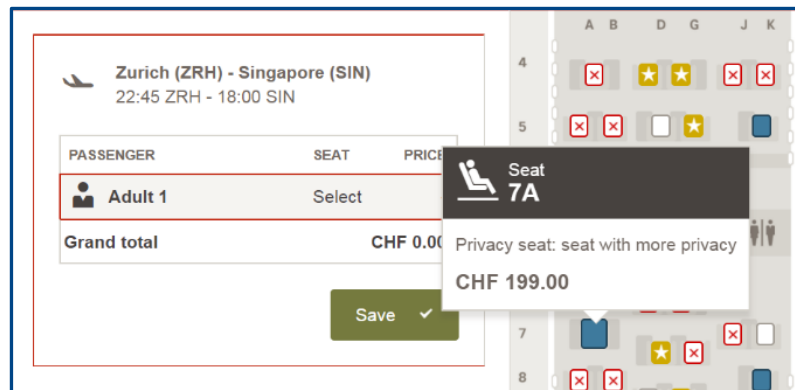 Zurich (ZRH) - Singapore (SIN)
22:45 ZRH - 18:00 SIN
PASSENGER SEAT PRICE
Adult 1 Select
Grand total CHF 0.00
Save
A B D G J K
4
5
Seat
7A
Privacy seat: seat with more privacy
CHF 199.00
7
8